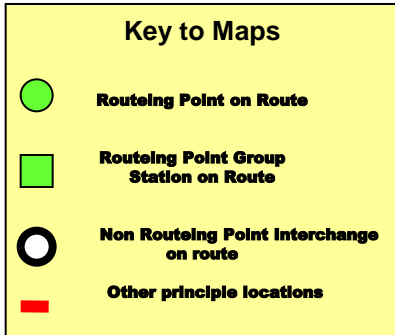 Key to Maps
Routeing Point on Route
Routeing Point Group
Station on Route
Non Routeing Point Interchange
on route
Other principle locations